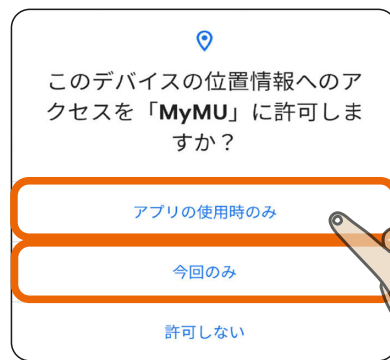 このデバイスの位置情報へのア
クセスを「MyMU」に許可しま
すか？
アプリの使用時のみ
今回のみ
許可しない